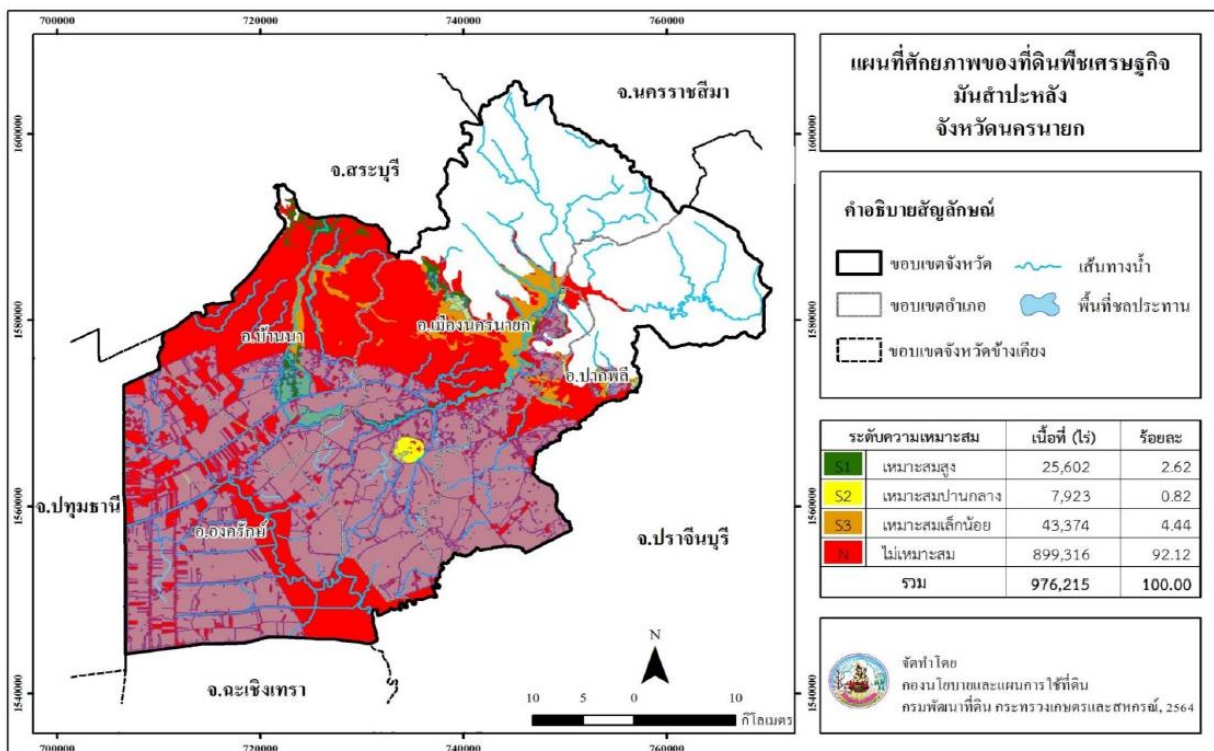 700000 720000 740000 760000
แผนที่ศักยภาพของที่ดินพืชเศรษฐกิจ
มันสำปะหลัง
จังหวัดนครนายก
จ.นครราชสีมา
จ.สระบุรี
1600000 1600000
คำอธิบายสัญลักษณ์
ขอบเขตจังหวัด เส้นทางน้ำ
ขอบเขตอำเภอ พื้นที่ชลประทาน
ขอบเขตจังหวัดข้างเคียง
1580000 1580000
อ.เมืองนครนายก
อ.บ้านนา
อ.ปากพลี
ระดับความเหมาะสม เนื้อที่ (ไร่) ร้อยละ
S1 เหมาะสมสูง 25,602 2.62
S2 เหมาะสมปานกลาง 7,923 0.82
S3 เหมาะสมเล็กน้อย 43,374 4.44
N ไม่เหมาะสม 899,316 92.12
รวม 976,215 100.00
จ.ปทุมธานี
1560000 1560000
อ.องครักษ์
จ.ปราจีนบุรี
จ.ฉะเชิงเทรา
N
10 5 0 10
กิโลเมตร
1540000 1540000
จัดทำโดย
กองนโยบายและแผนการใช้ที่ดิน
กรมพัฒนาที่ดิน กระทรวงเกษตรและสหกรณ์, 2564
700000 720000 740000 760000